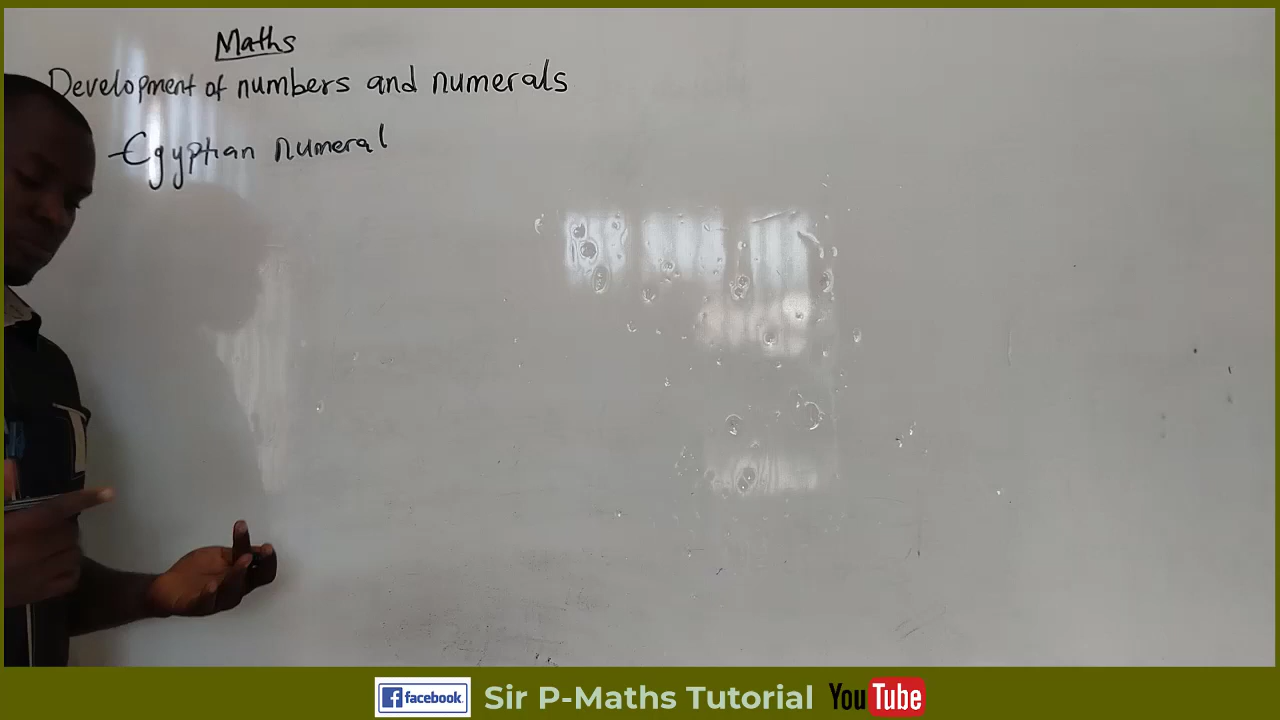 Maths
Development of numbers and numerals
-Egyptian numeral
facebook. Sir P-Maths Tutorial YouTube